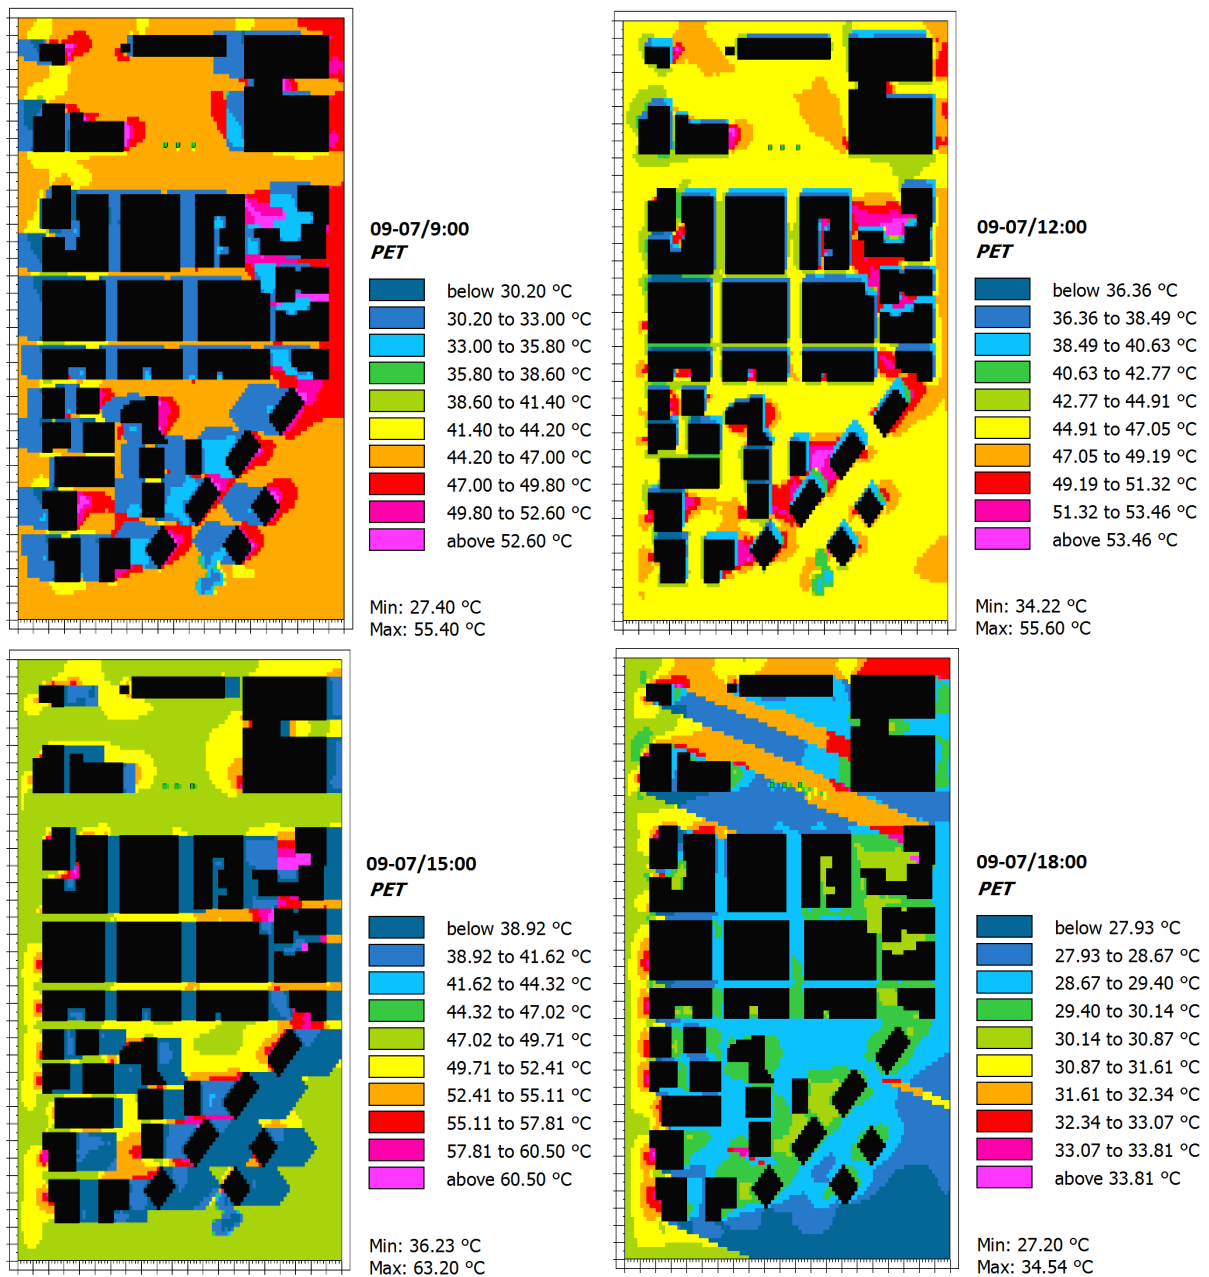 09-07/9:00
PET
below 30.20 °C
30.20 to 33.00 °C
33.00 to 35.80 °C
35.80 to 38.60 °C
38.60 to 41.40 °C
41.40 to 44.20 °C
44.20 to 47.00 °C
47.00 to 49.80 °C
49.80 to 52.60 °C
above 52.60 °C
Min: 27.40 °C
Max: 55.40 °C
09-07/12:00
PET
below 36.36 °C
36.36 to 38.49 °C
38.49 to 40.63 °C
40.63 to 42.77 °C
42.77 to 44.91 °C
44.91 to 47.05 °C
47.05 to 49.19 °C
49.19 to 51.32 °C
51.32 to 53.46 °C
above 53.46 °C
Min: 34.22 °C
Max: 55.60 °C
09-07/15:00
PET
below 38.92 °C
38.92 to 41.62 °C
41.62 to 44.32 °C
44.32 to 47.02 °C
47.02 to 49.71 °C
49.71 to 52.41 °C
52.41 to 55.11 °C
55.11 to 57.81 °C
57.81 to 60.50 °C
above 60.50 °C
Min: 36.23 °C
Max: 63.20 °C
09-07/18:00
PET
below 27.93 °C
27.93 to 28.67 °C
28.67 to 29.40 °C
29.40 to 30.14 °C
30.14 to 30.87 °C
30.87 to 31.61 °C
31.61 to 32.34 °C
32.34 to 33.07 °C
33.07 to 33.81 °C
above 33.81 °C
Min: 27.20 °C
Max: 34.54 °C